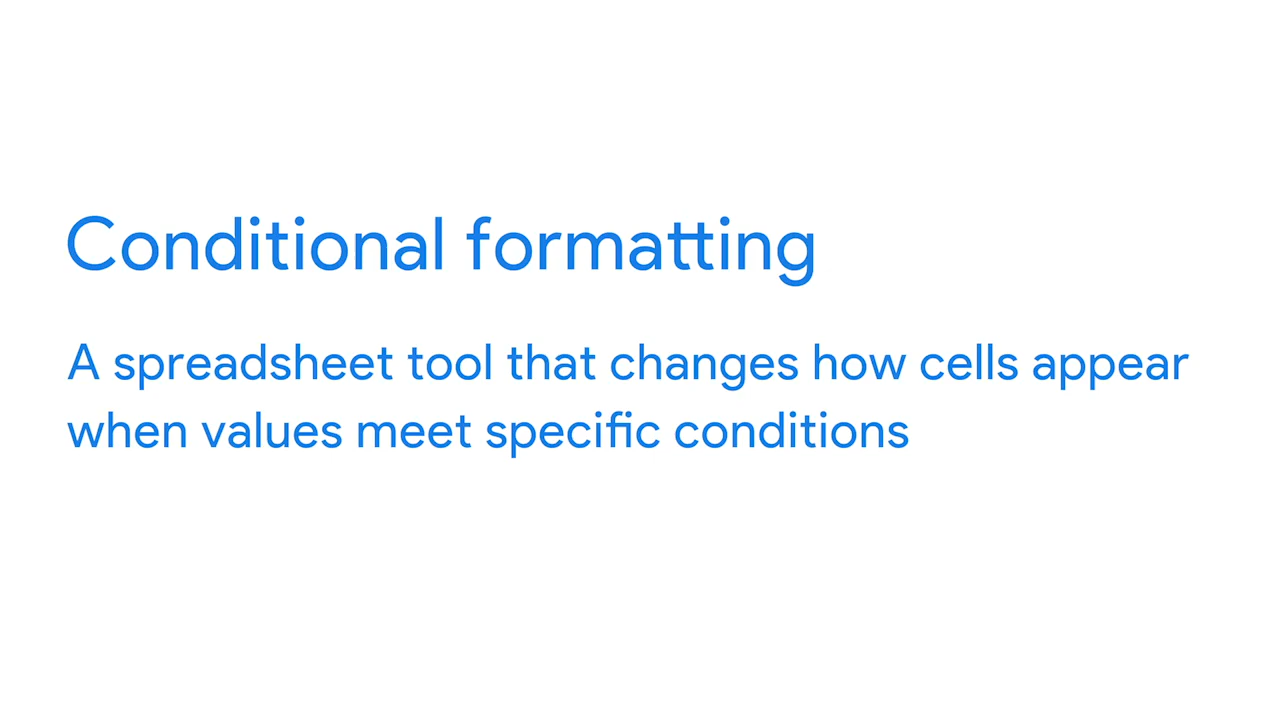 Conditional formatting
A spreadsheet tool that changes how cells appear
when values meet specific conditions